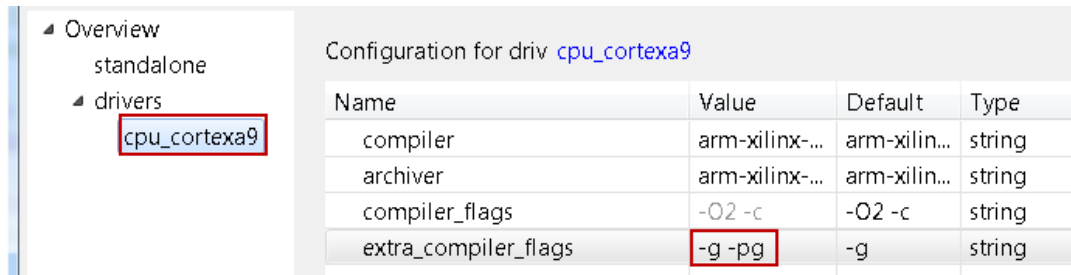 Overview
standalone
drivers
cpu_cortexa9
Configuration for driv cpu_cortexa9
Name Value Default Type
compiler arm-xilinx-... arm-xilin... string
archiver arm-xilinx-... arm-xilin... string
compiler_flags -O2 -c -O2 -c string
extra_compiler_flags -g -pg -g string